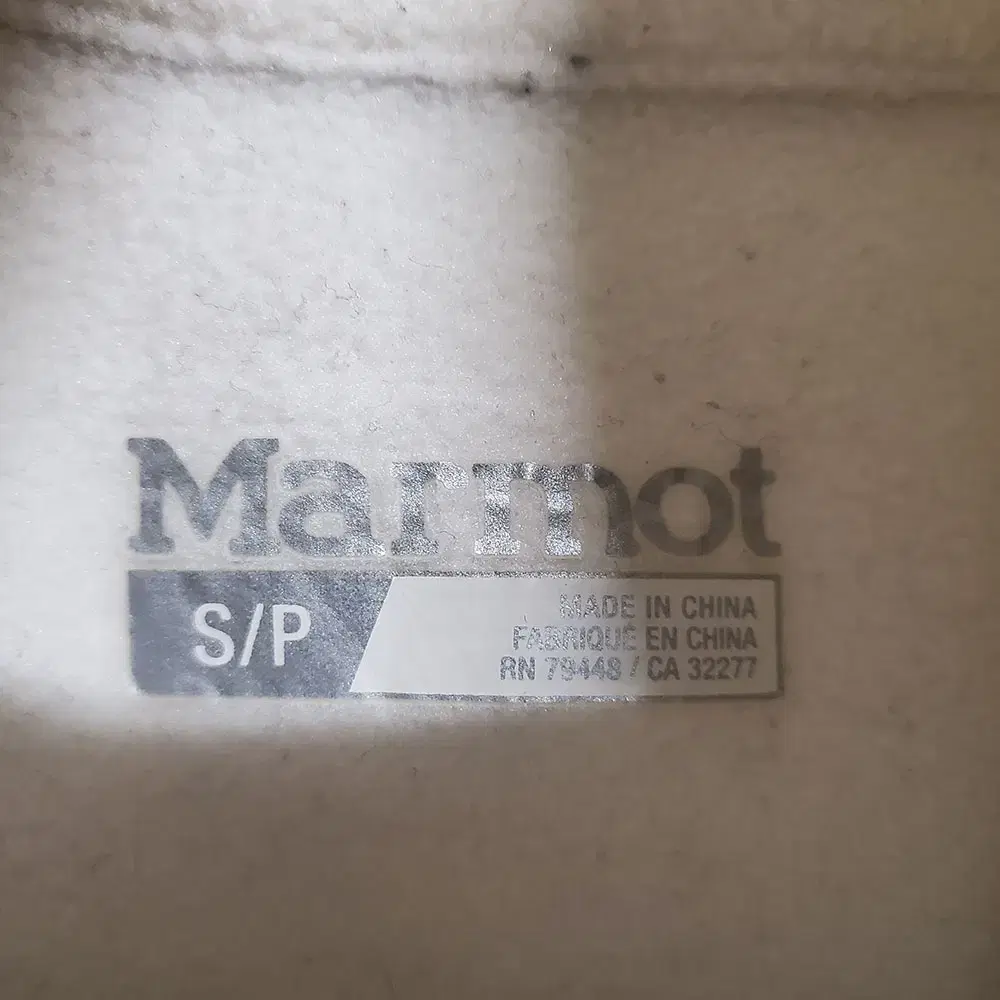 Marmot
S/P
MADE IN CHINA
FABRIQUÉ EN CHINA
RN 79448 / CA 32277